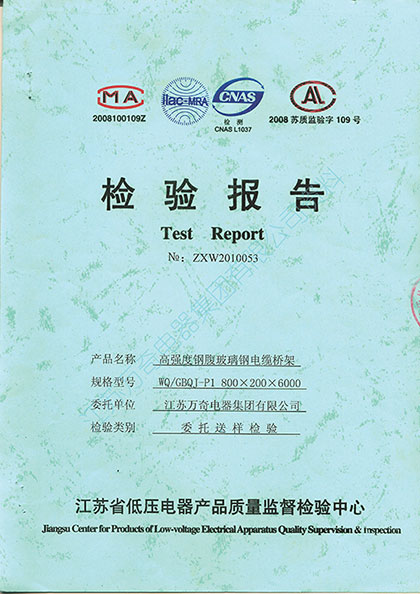 MA
ilac-MRA
CNAS
AL
2008100109Z
检 测
CNAS L1037
2008 苏质监验字 109 号
检验报告
Test Report
№：ZXW2010053
产品名称 高强度钢腹玻璃钢电缆桥架
规格型号 WQ/GBQJ-P1 800×200×6000
委托单位 江苏万奇电器集团有限公司
检验类别 委托送样检验
江苏省低压电器产品质量监督检验中心
Jiangsu Center for Products of Low-voltage Electrical Apparatus Quality Supervision & Inspection